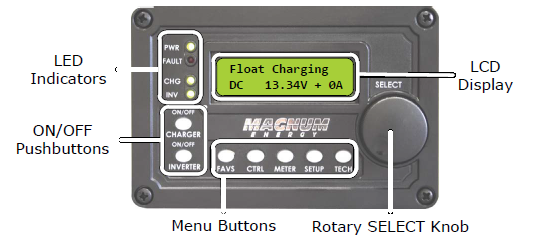 LED
Indicators
PWR
FAULT
CHG
INV
Float Charging
DC 13.34V + 0A
LCD
Display
SELECT
ON/OFF
Pushbuttons
ON/OFF
CHARGER
ON/OFF
INVERTER
MAGNUM
ENERGY
FAVS CTRL METER SETUP TECH
Menu Buttons
Rotary SELECT Knob